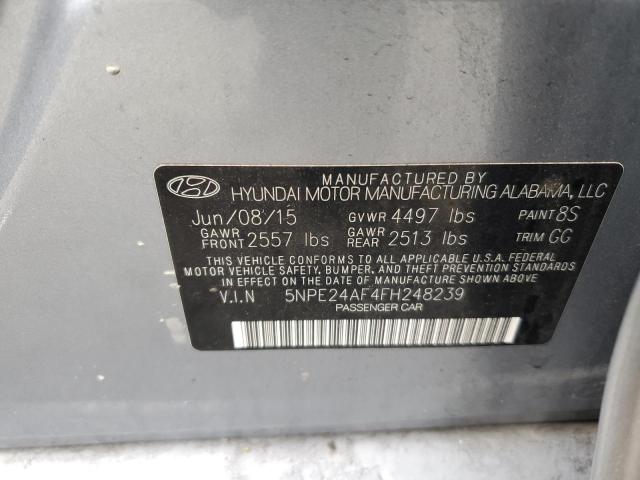 MANUFACTURED BY
HYUNDAI MOTOR MANUFACTURING ALABAMA, LLC
Jun/08/15 GVWR 4497 lbs PAINT 8S
GAWR FRONT 2557 lbs GAWR REAR 2513 lbs TRIM GG
THIS VEHICLE CONFORMS TO ALL APPLICABLE U.S.A FEDERAL
MOTOR VEHICLE SAFETY, BUMPER, AND THEFT PREVENTION STANDARDS
IN EFFECT ON THE DATE OF MANUFACTURE SHOWN ABOVE
V.I.N 5NPE24AF4FH248239
PASSENGER CAR